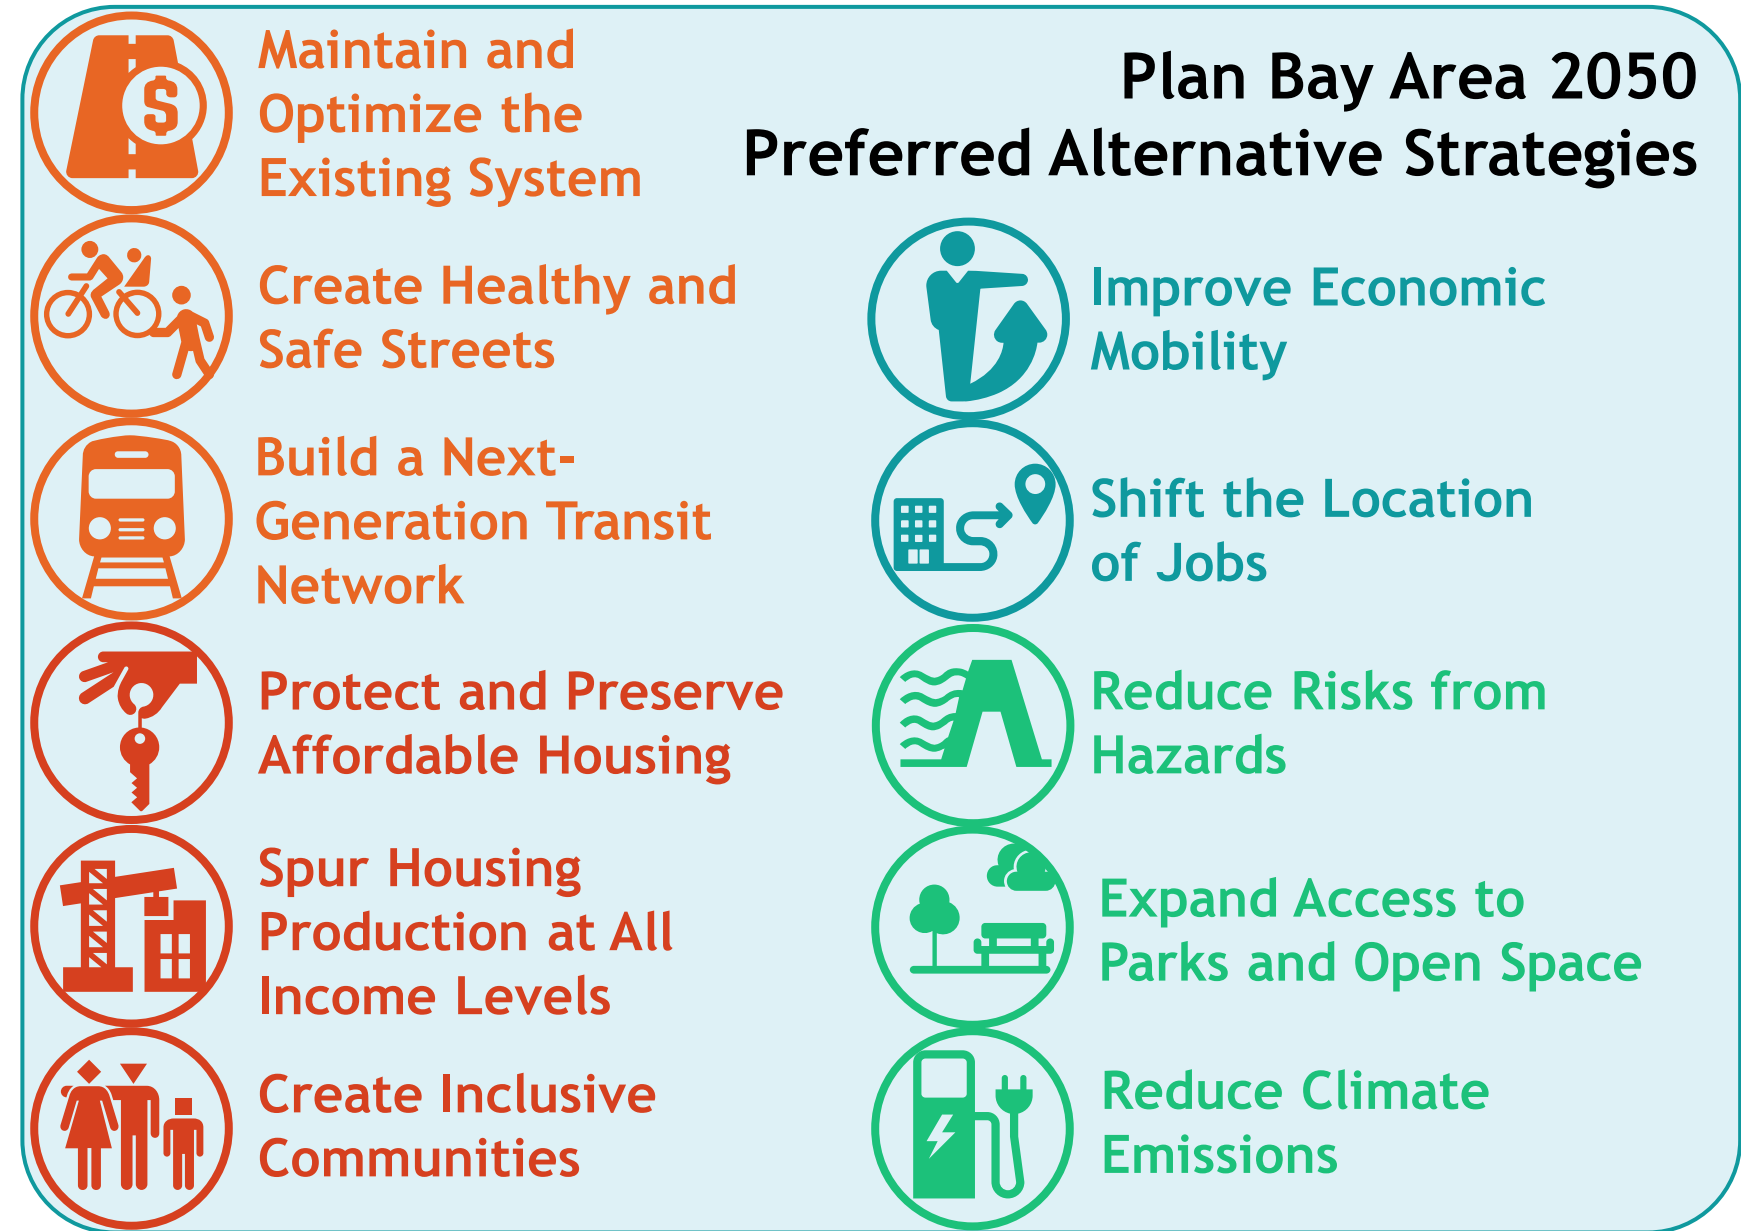 Plan Bay Area 2050
Preferred Alternative Strategies
Maintain and
Optimize the
Existing System
Create Healthy and
Safe Streets
Build a Next-
Generation Transit
Network
Protect and Preserve
Affordable Housing
Spur Housing
Production at All
Income Levels
Create Inclusive
Communities
Improve Economic
Mobility
Shift the Location
of Jobs
Reduce Risks from
Hazards
Expand Access to
Parks and Open Space
Reduce Climate
Emissions